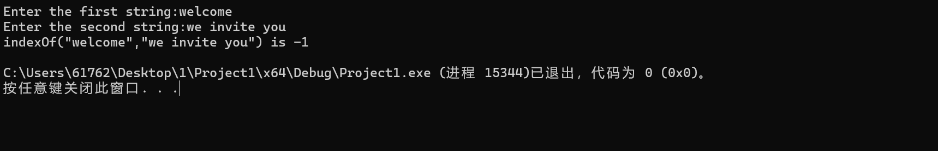 Enter the first string:welcome
Enter the second string:we invite you
indexOf("welcome","we invite you") is -1
C:\Users\61762\Desktop\1\Project1\x64\Debug\Project1.exe (进程 15344)已退出，代码为 0 (0x0)。
按任意键关闭此窗口. . .